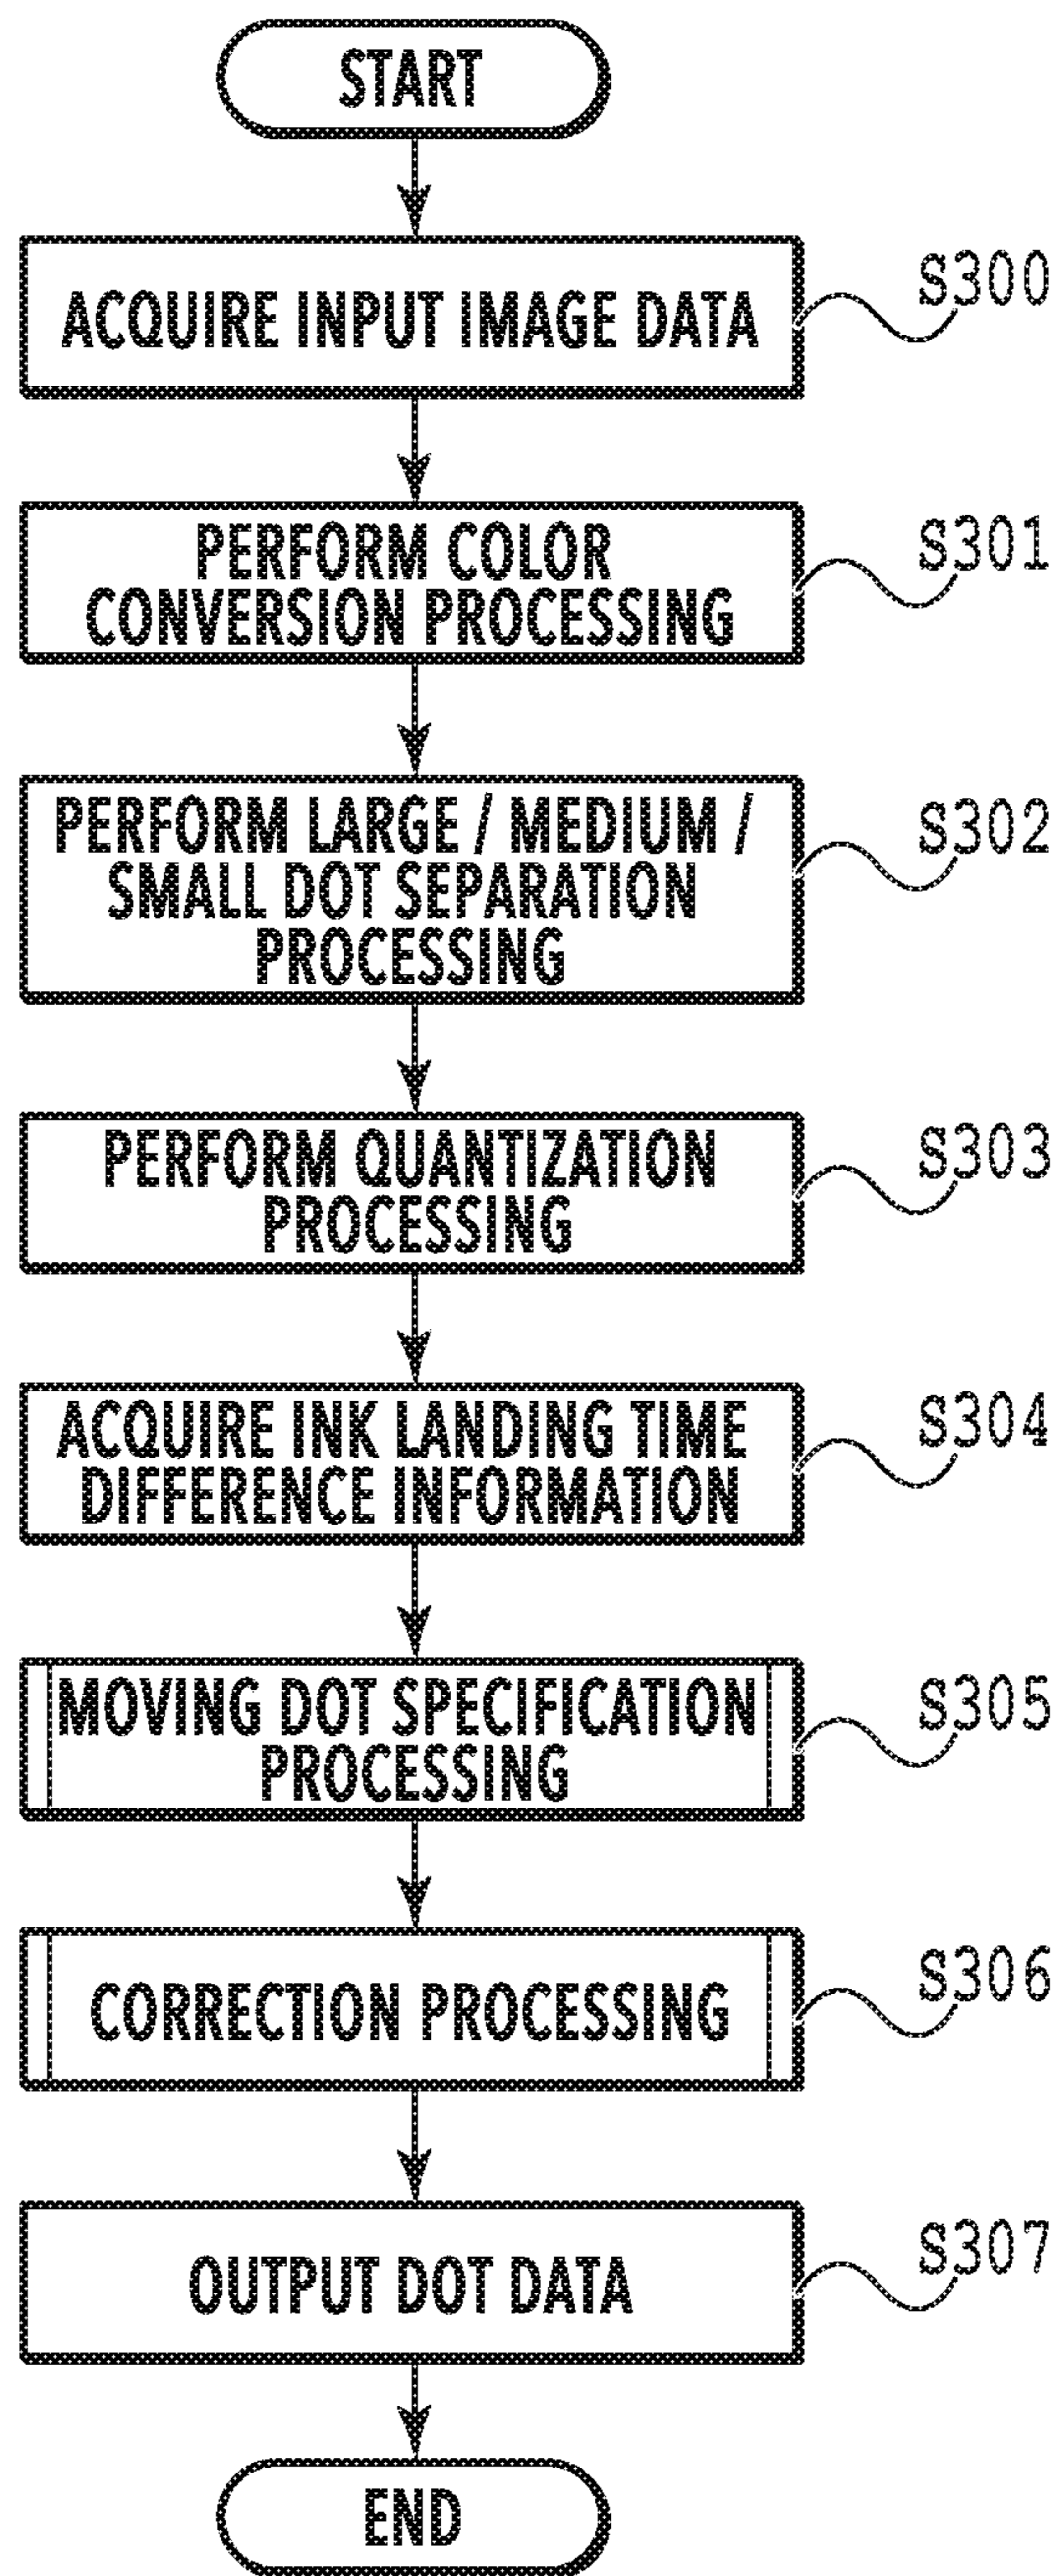 START
ACQUIRE INPUT IMAGE DATA
S300
PERFORM COLOR
CONVERSION PROCESSING
S301
PERFORM LARGE / MEDIUM /
SMALL DOT SEPARATION
PROCESSING
S302
PERFORM QUANTIZATION
PROCESSING
S303
ACQUIRE INK LANDING TIME
DIFFERENCE INFORMATION
S304
MOVING DOT SPECIFICATION
PROCESSING
S305
CORRECTION PROCESSING
S306
OUTPUT DOT DATA
S307
END